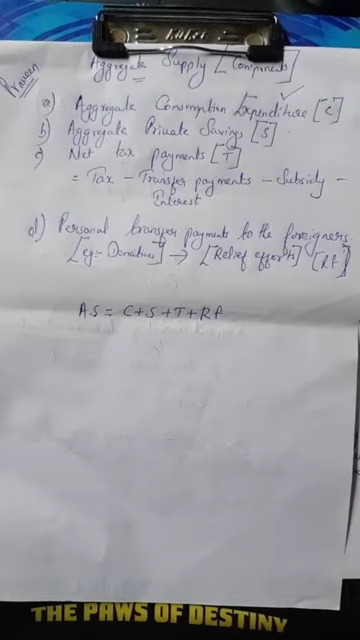 Praveen
Aggregate Supply [Components]
a) Aggregate Consumption Expenditure [C]
b) Aggregate Private Savings [S]
c) Net tax payments [T]
= Tax - Transfer payments - Subsidy -
Interest
d) Personal transfer payments to the foreigners.
[eg:- Donations] → [Relief efforts] [Rf]
A.S = C+S+T+Rf
THE PAWS OF DESTINY